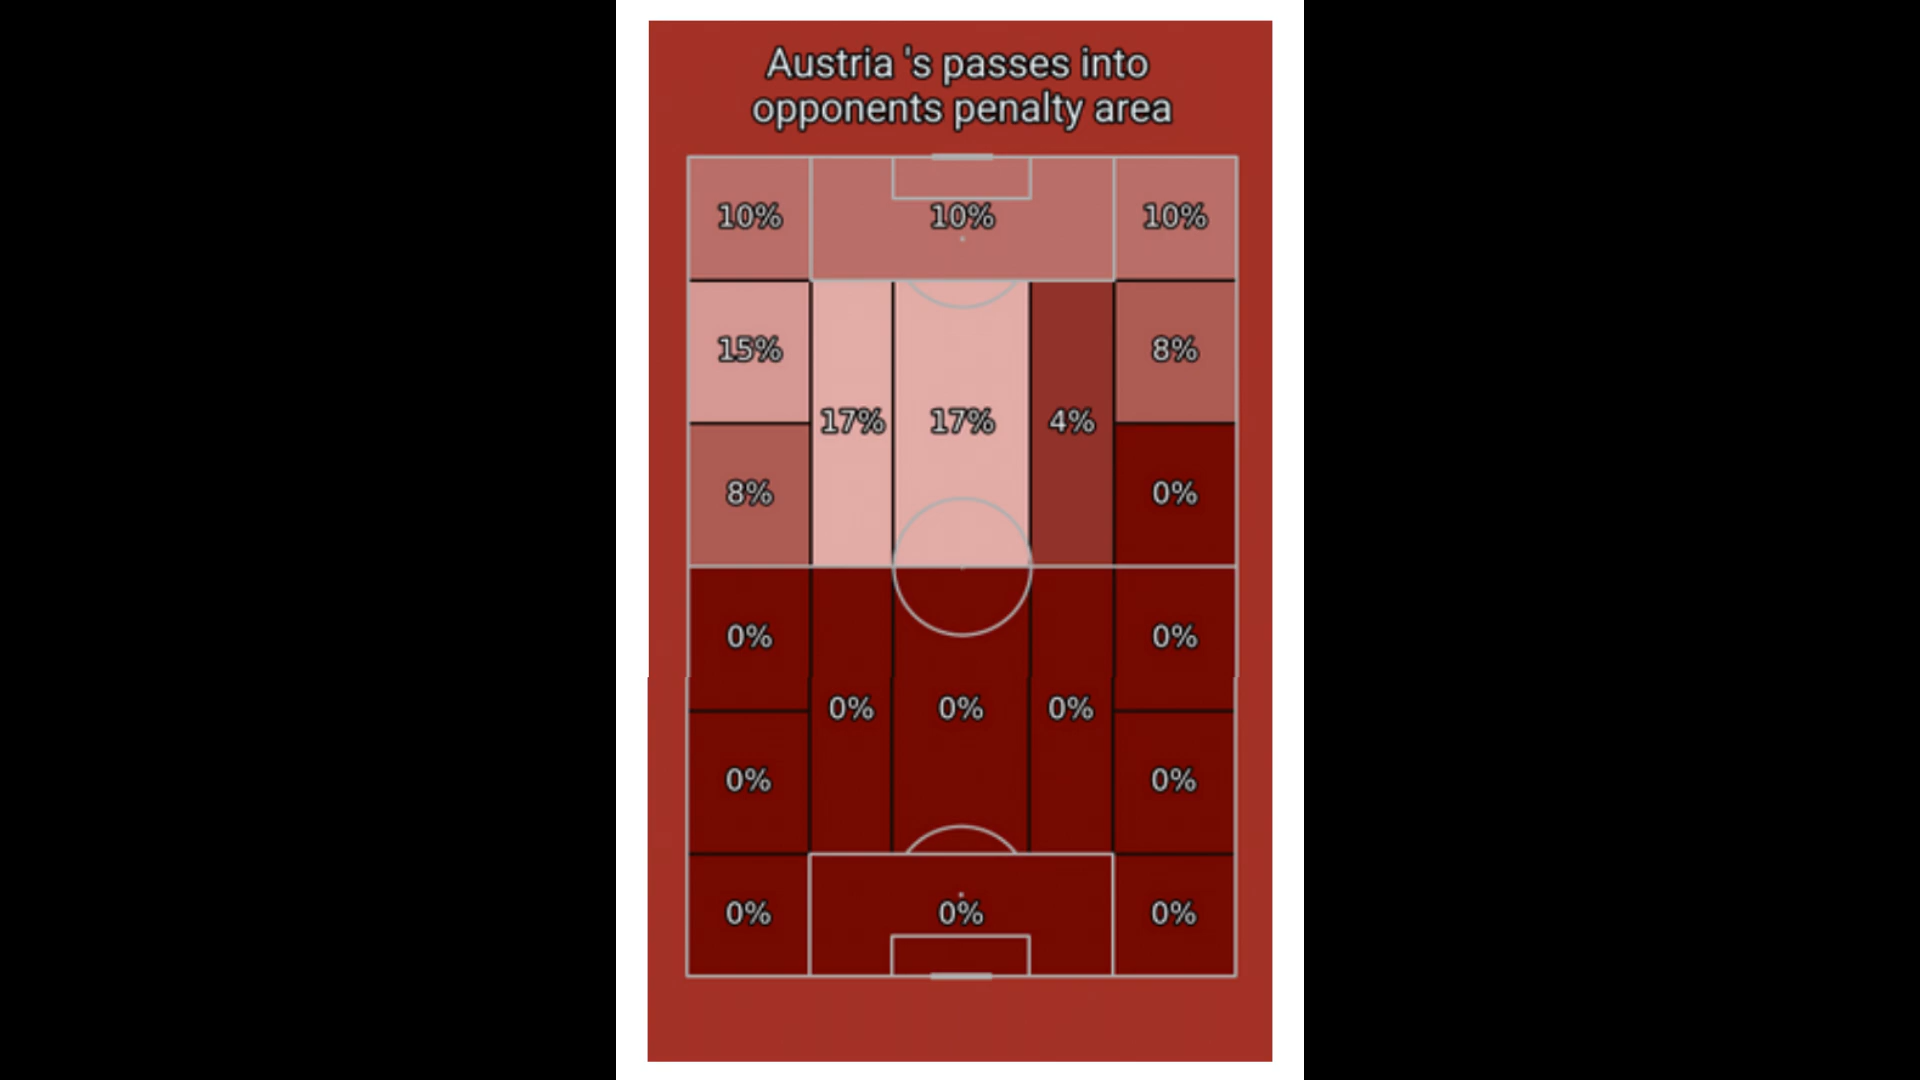 Austria 's passes into
opponents penalty area
10% 10% 10%
15% 8%
17% 17% 4%
8% 0%
0% 0%
0% 0% 0%
0% 0%
0% 0% 0%